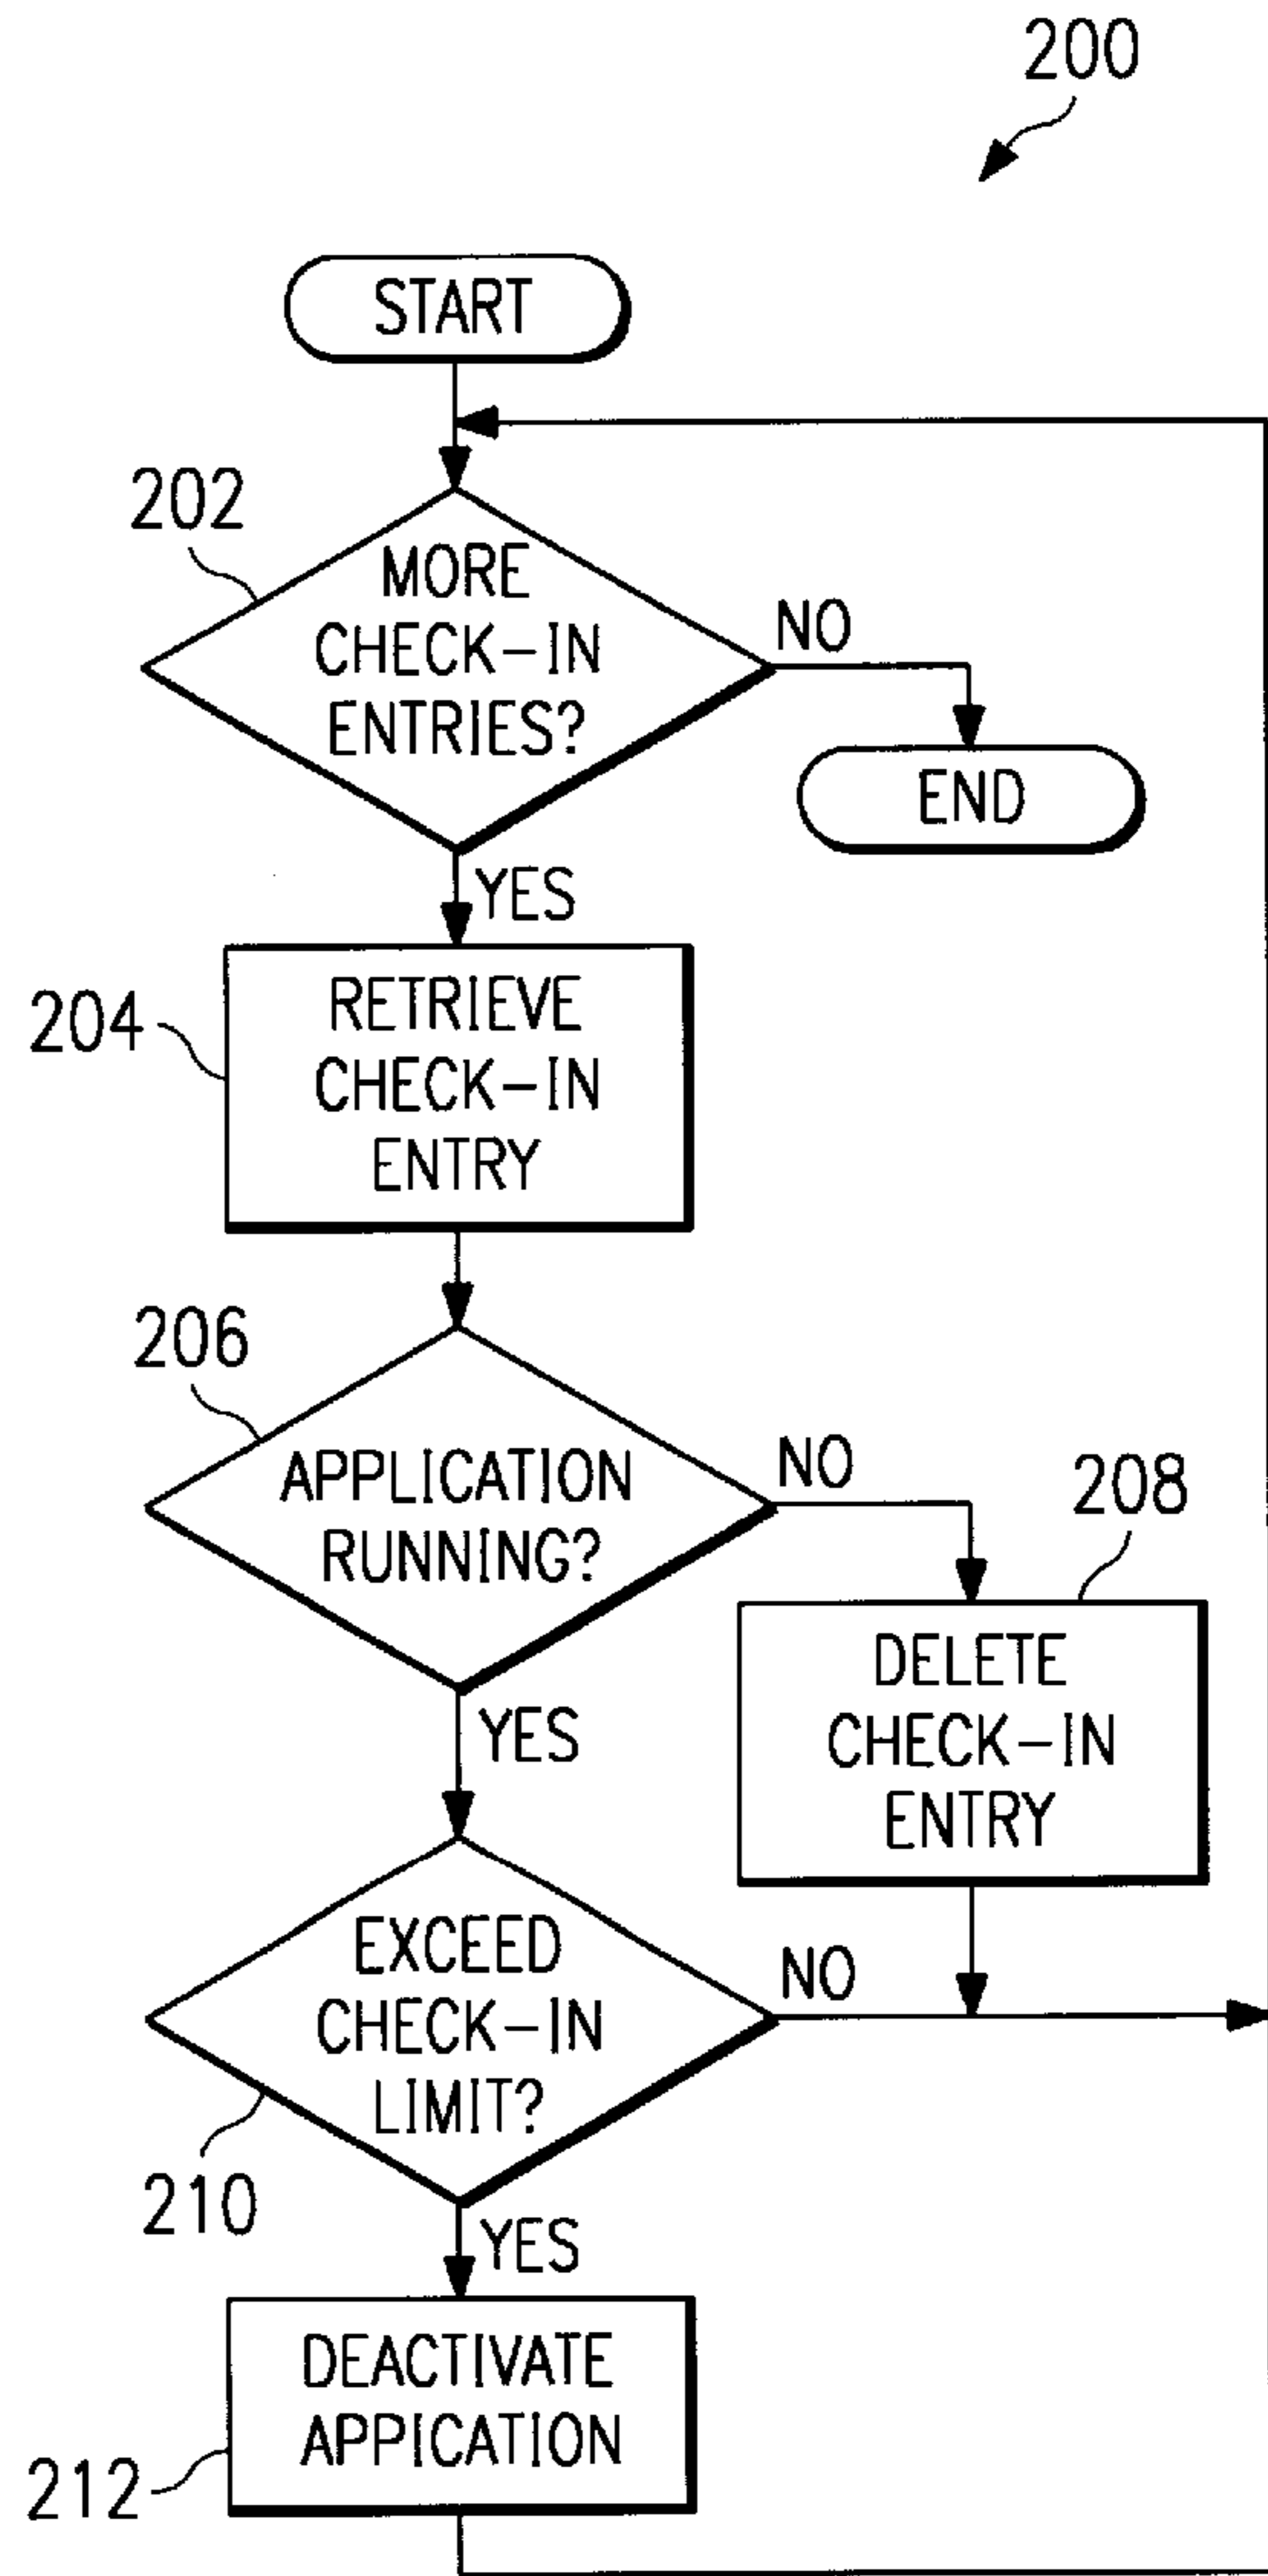 200
START
202
MORE
CHECK-IN
ENTRIES?
NO
END
YES
204
RETRIEVE
CHECK-IN
ENTRY
206
APPLICATION
RUNNING?
NO
208
DELETE
CHECK-IN
ENTRY
YES
EXCEED
CHECK-IN
LIMIT?
NO
210
YES
DEACTIVATE
APPICATION
212